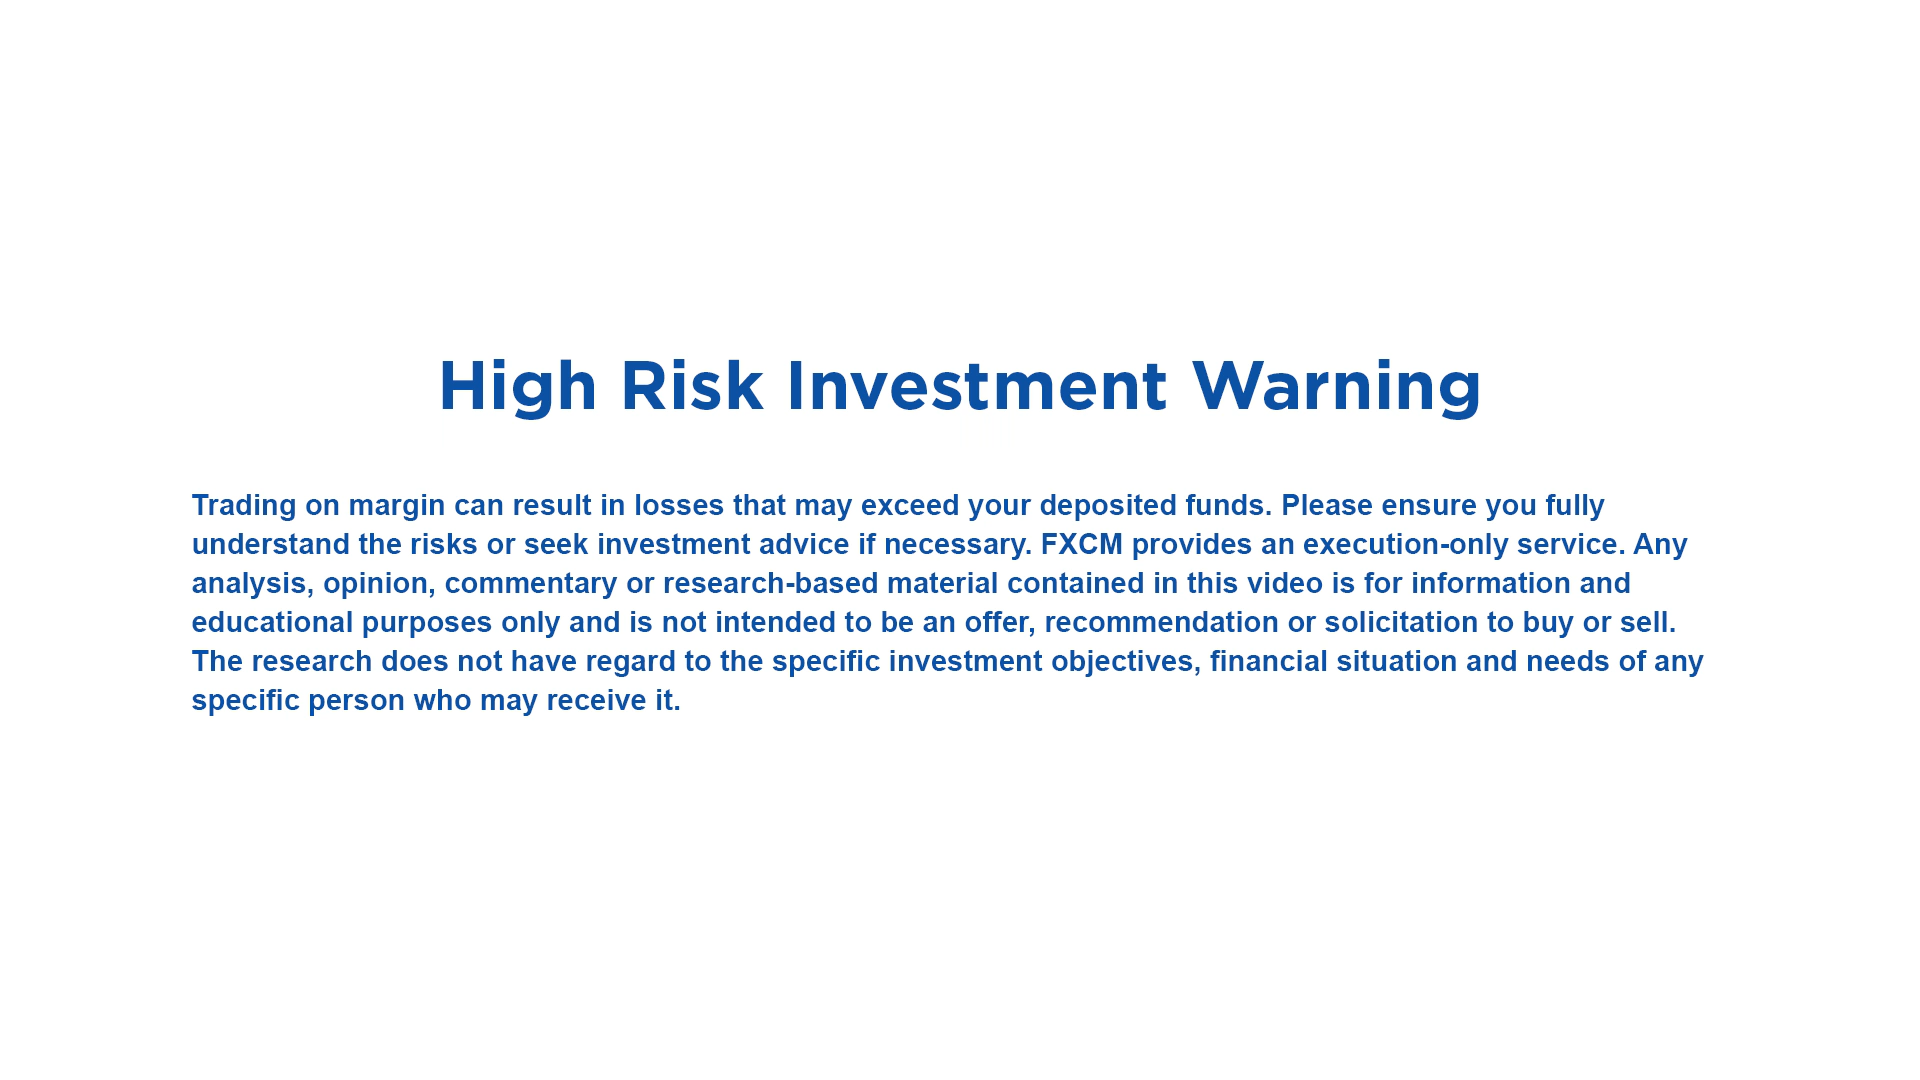 High Risk Investment Warning
Trading on margin can result in losses that may exceed your deposited funds. Please ensure you fully
understand the risks or seek investment advice if necessary. FXCM provides an execution-only service. Any
analysis, opinion, commentary or research-based material contained in this video is for information and
educational purposes only and is not intended to be an offer, recommendation or solicitation to buy or sell.
The research does not have regard to the specific investment objectives, financial situation and needs of any
specific person who may receive it.